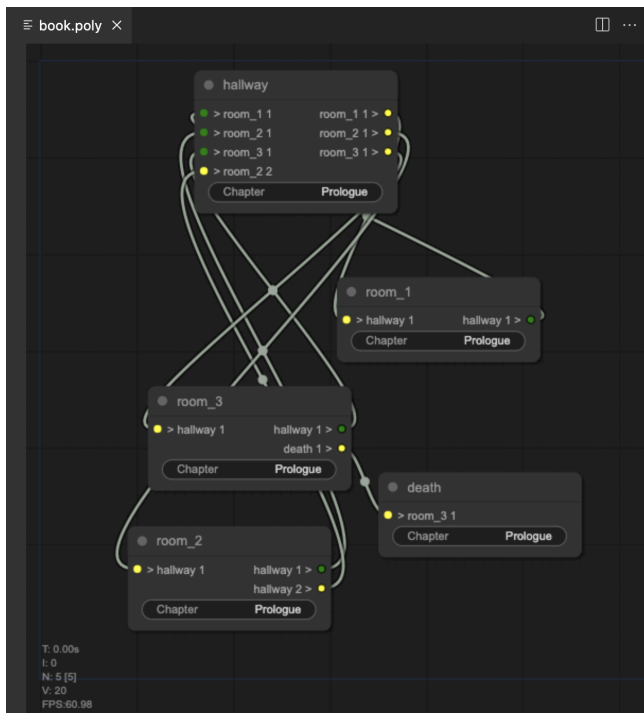 book.poly
hallway
> room_1 1 room_1 1 >
> room_2 1 room_2 1 >
> room_3 1 room_3 1 >
> room_2 2
Chapter Prologue
room_1
> hallway 1 hallway 1 >
Chapter Prologue
room_3
> hallway 1 hallway 1 >
death 1 >
Chapter Prologue
death
> room_3 1
Chapter Prologue
room_2
> hallway 1 hallway 1 >
hallway 2 >
Chapter Prologue
T: 0.00s
I: 0
N: 5 [5]
V: 20
FPS:60.98